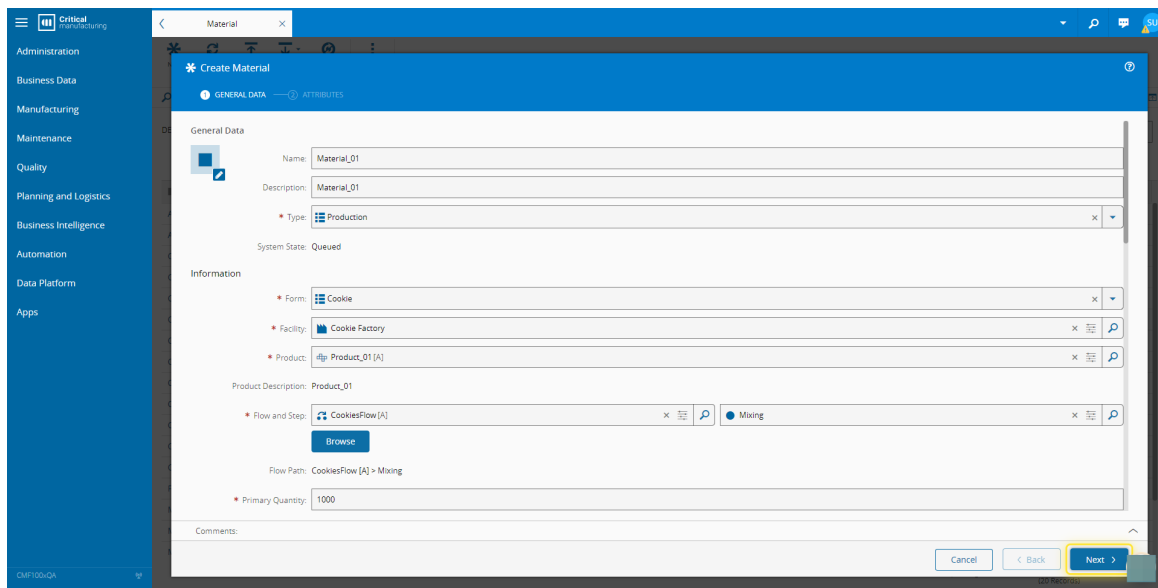 Critical
manufacturing
Material
SU
Administration
Business Data
Manufacturing
Maintenance
Quality
Planning and Logistics
Business Intelligence
Automation
Data Platform
Apps
CMF100xQA
Create Material
1 GENERAL DATA 2 ATTRIBUTES
General Data
Name: Material_01
Description: Material_01
* Type: Production
System State: Queued
Information
* Form: Cookie
* Facility: Cookie Factory
* Product: Product_01 [A]
Product Description: Product_01
* Flow and Step: CookiesFlow [A] Mixing
Browse
Flow Path: CookiesFlow [A] > Mixing
* Primary Quantity: 1000
Comments:
Cancel < Back Next >
(20 Records)